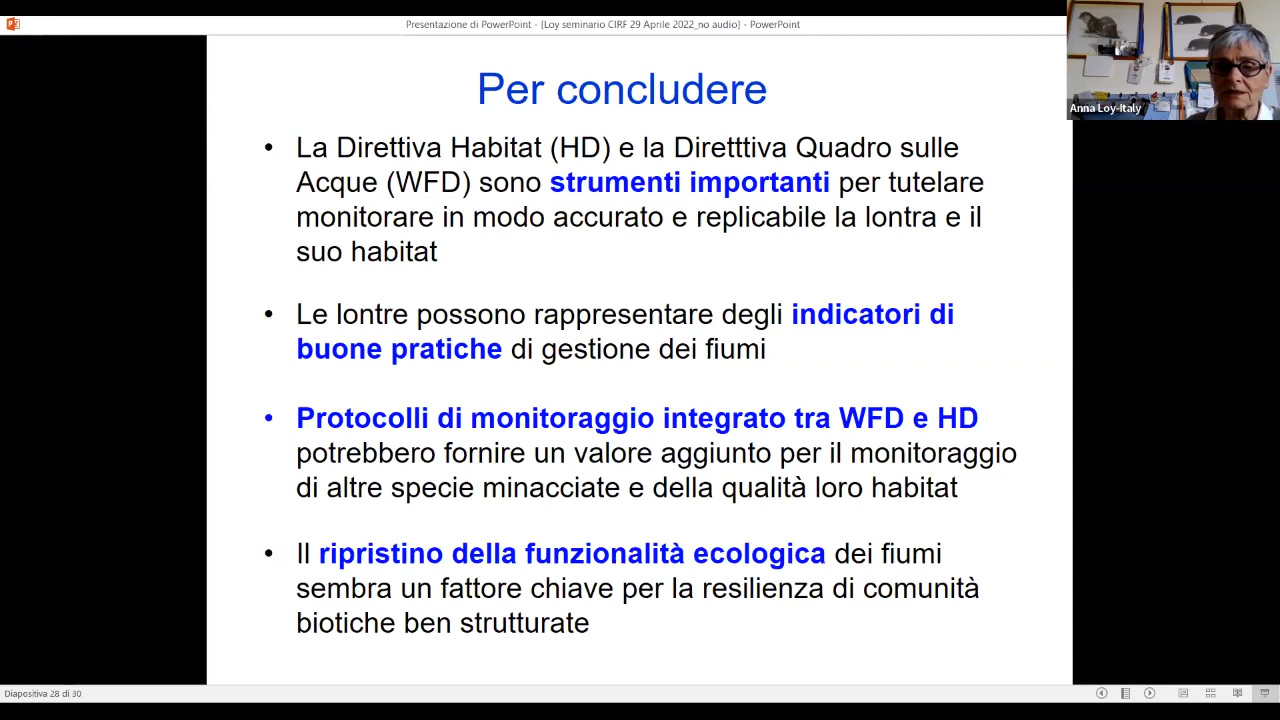 Presentazione di PowerPoint - [Loy seminario CIRF 29 Aprile 2022_no audio] - PowerPoint
Anna Loy-Italy
Per concludere
• La Direttiva Habitat (HD) e la Diretttiva Quadro sulle
Acque (WFD) sono strumenti importanti per tutelare
monitorare in modo accurato e replicabile la lontra e il
suo habitat
• Le lontre possono rappresentare degli indicatori di
buone pratiche di gestione dei fiumi
• Protocolli di monitoraggio integrato tra WFD e HD
potrebbero fornire un valore aggiunto per il monitoraggio
di altre specie minacciate e della qualità loro habitat
• Il ripristino della funzionalità ecologica dei fiumi
sembra un fattore chiave per la resilienza di comunità
biotiche ben strutturate
Diapositiva 28 di 30